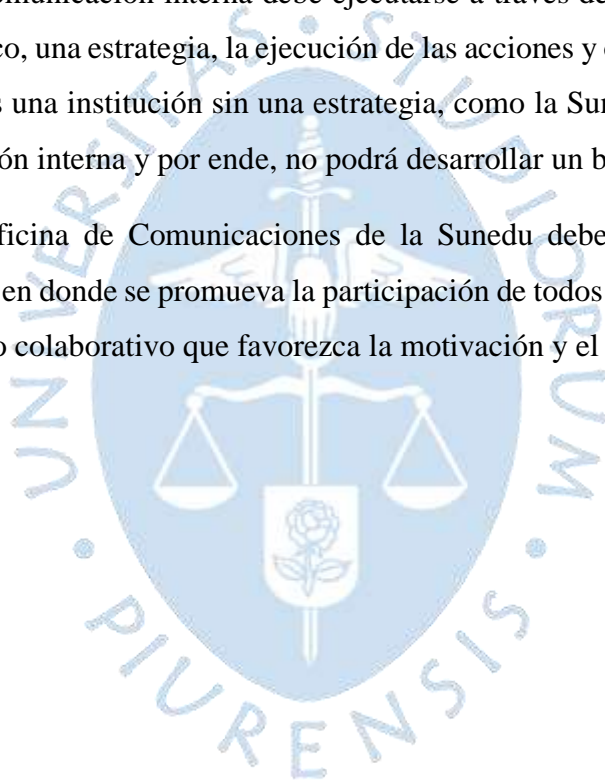 omunicación interna debe ejecutarse a través de
co, una estrategia, la ejecución de las acciones y
s una institución sin una estrategia, como la Su
ón interna y por ende, no podrá desarrollar un b
ficina de Comunicaciones de la Sunedu debe
en donde se promueva la participación de todos
o colaborativo que favorezca la motivación y el
UNIVERSITAS • STUDIORUM • PIURENSIS •